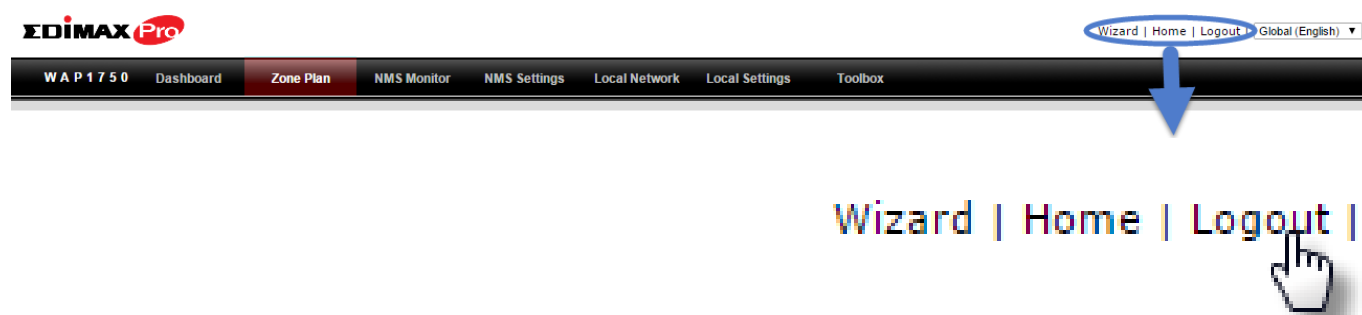 EDIMAX Pro
Wizard | Home | Logout | Global (English)
WAP1750 Dashboard Zone Plan NMS Monitor NMS Settings Local Network Local Settings Toolbox
Wizard | Home | Logout |